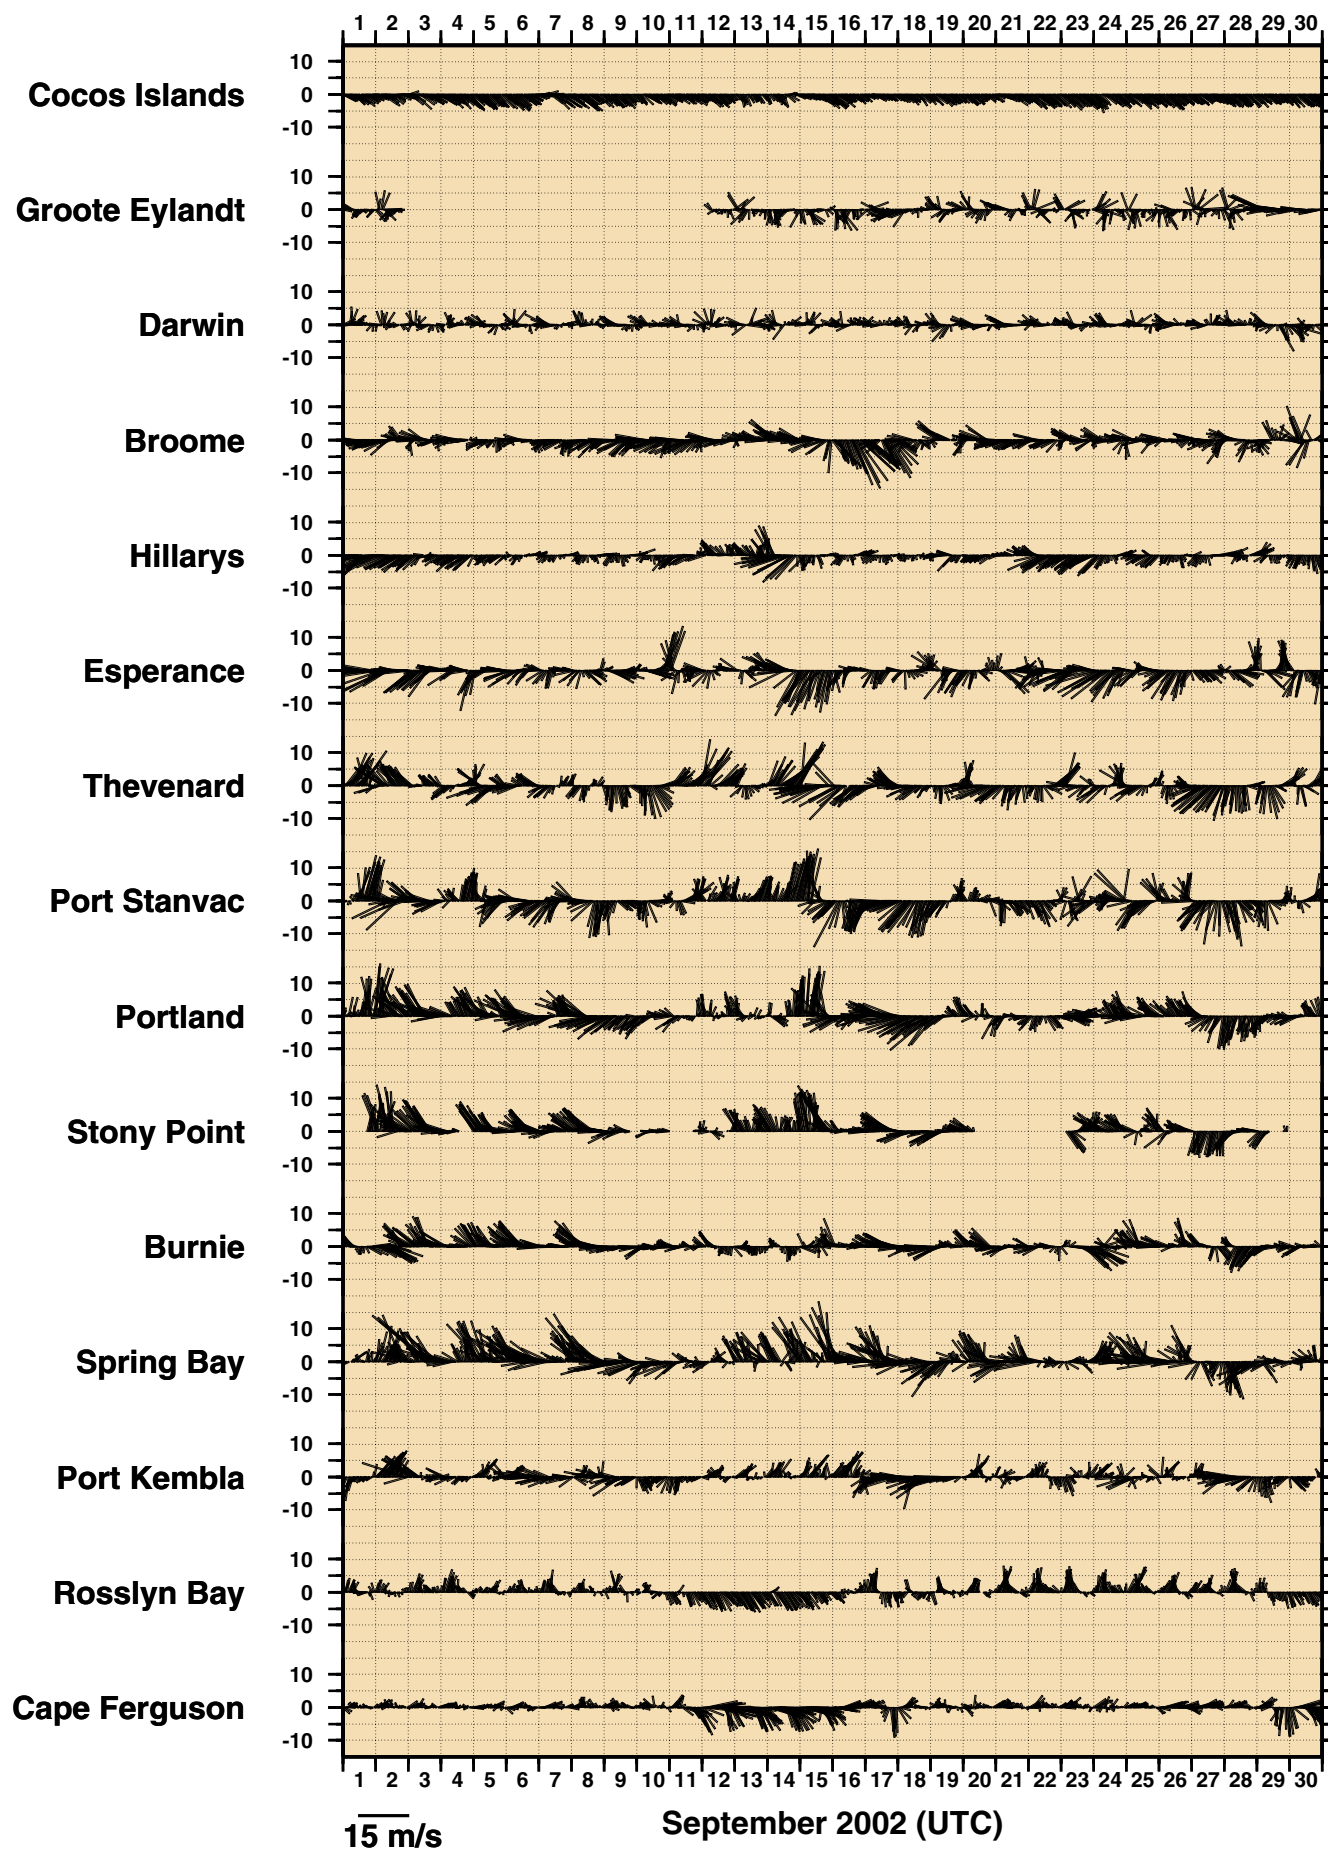 1 2 3 4 5 6 7 8 9 10 11 12 13 14 15 16 17 18 19 20 21 22 23 24 25 26 27 28 29 30
10
Cocos Islands 0
-10
10
Groote Eylandt 0
-10
10
Darwin 0
-10
10
Broome 0
-10
10
Hillarys 0
-10
10
Esperance 0
-10
10
Thevenard 0
-10
10
Port Stanvac 0
-10
10
Portland 0
-10
10
Stony Point 0
-10
10
Burnie 0
-10
10
Spring Bay 0
-10
10
Port Kembla 0
-10
10
Rosslyn Bay 0
-10
10
Cape Ferguson 0
-10
1 2 3 4 5 6 7 8 9 10 11 12 13 14 15 16 17 18 19 20 21 22 23 24 25 26 27 28 29 30
September 2002 (UTC)
15 m/s